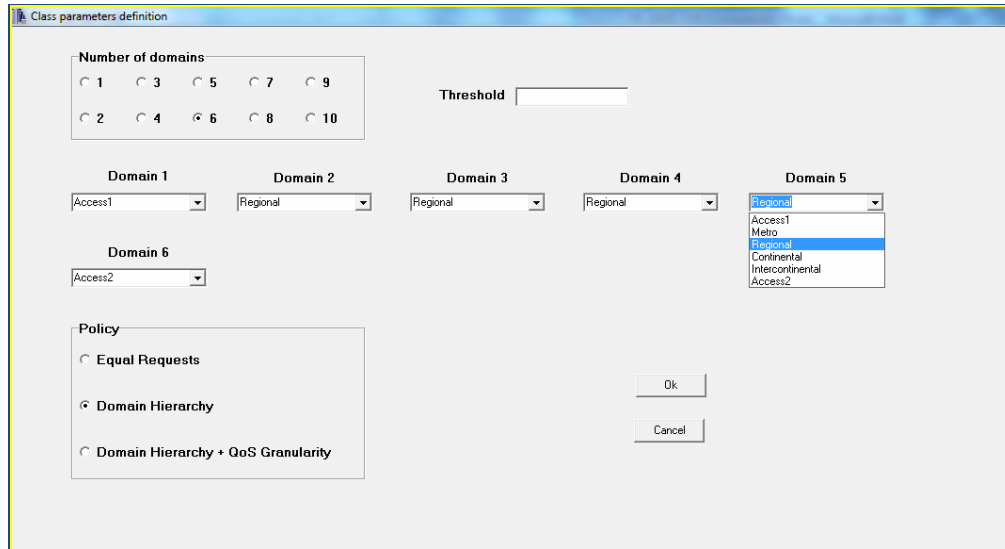 Class parameters definition
Number of domains
1 3 5 7 9
2 4 6 8 10
Threshold
Domain 1 Domain 2 Domain 3 Domain 4 Domain 5
Access1 Regional Regional Regional Regional
Access1
Metro
Regional
Continental
Intercontinental
Access2
Domain 6
Access2
Policy
Equal Requests
Domain Hierarchy
Domain Hierarchy + QoS Granularity
Ok
Cancel